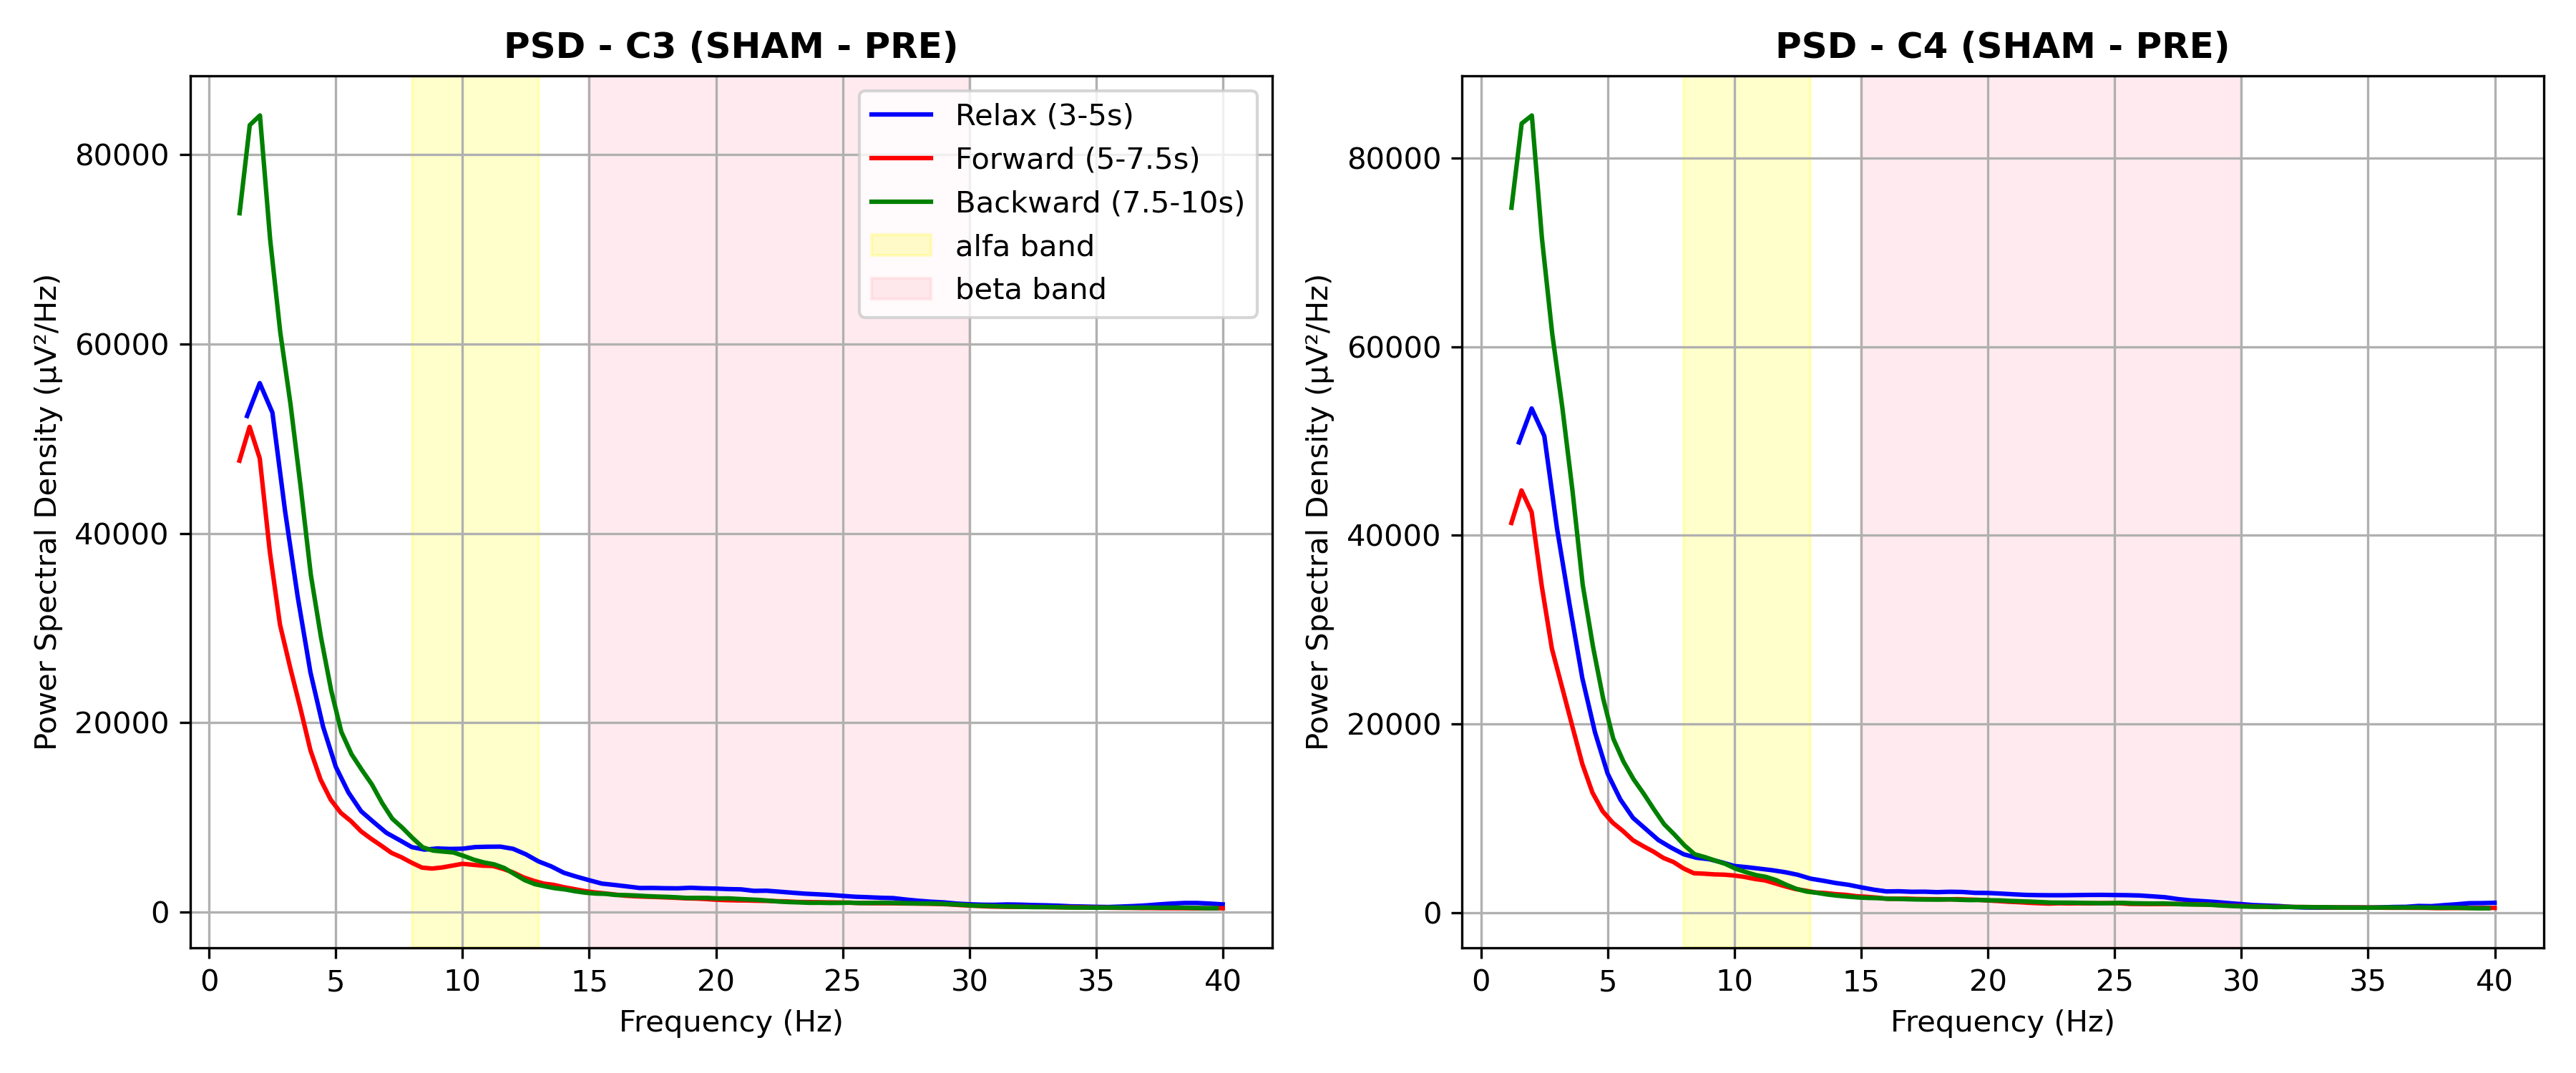 PSD - C3 (SHAM - PRE)
Power Spectral Density (µV²/Hz)
80000
60000
40000
20000
0
0 5 10 15 20 25 30 35 40
Frequency (Hz)
Relax (3-5s)
Forward (5-7.5s)
Backward (7.5-10s)
alfa band
beta band
PSD - C4 (SHAM - PRE)
Power Spectral Density (µV²/Hz)
80000
60000
40000
20000
0
0 5 10 15 20 25 30 35 40
Frequency (Hz)